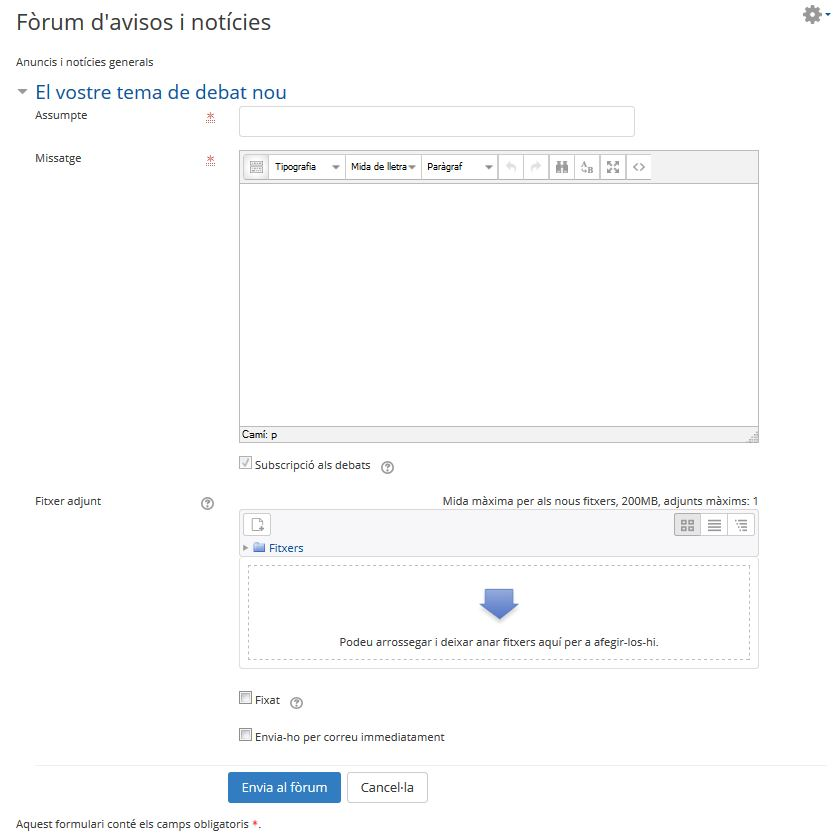 Fòrum d'avisos i notícies
Anuncis i notícies generals
El vostre tema de debat nou
Assumpte
Missatge
Tipografia Mida de lletra Paràgraf
Camí: p
Subscripció als debats
Fitxer adjunt Mida màxima per als nous fitxers, 200MB, adjunts màxims: 1
Fitxers
Podeu arrossegar i deixar anar fitxers aquí per a afegir-los-hi.
Fixat
Envia-ho per correu immediatament
Envia al fòrum Cancel·la
Aquest formulari conté els camps obligatoris *.